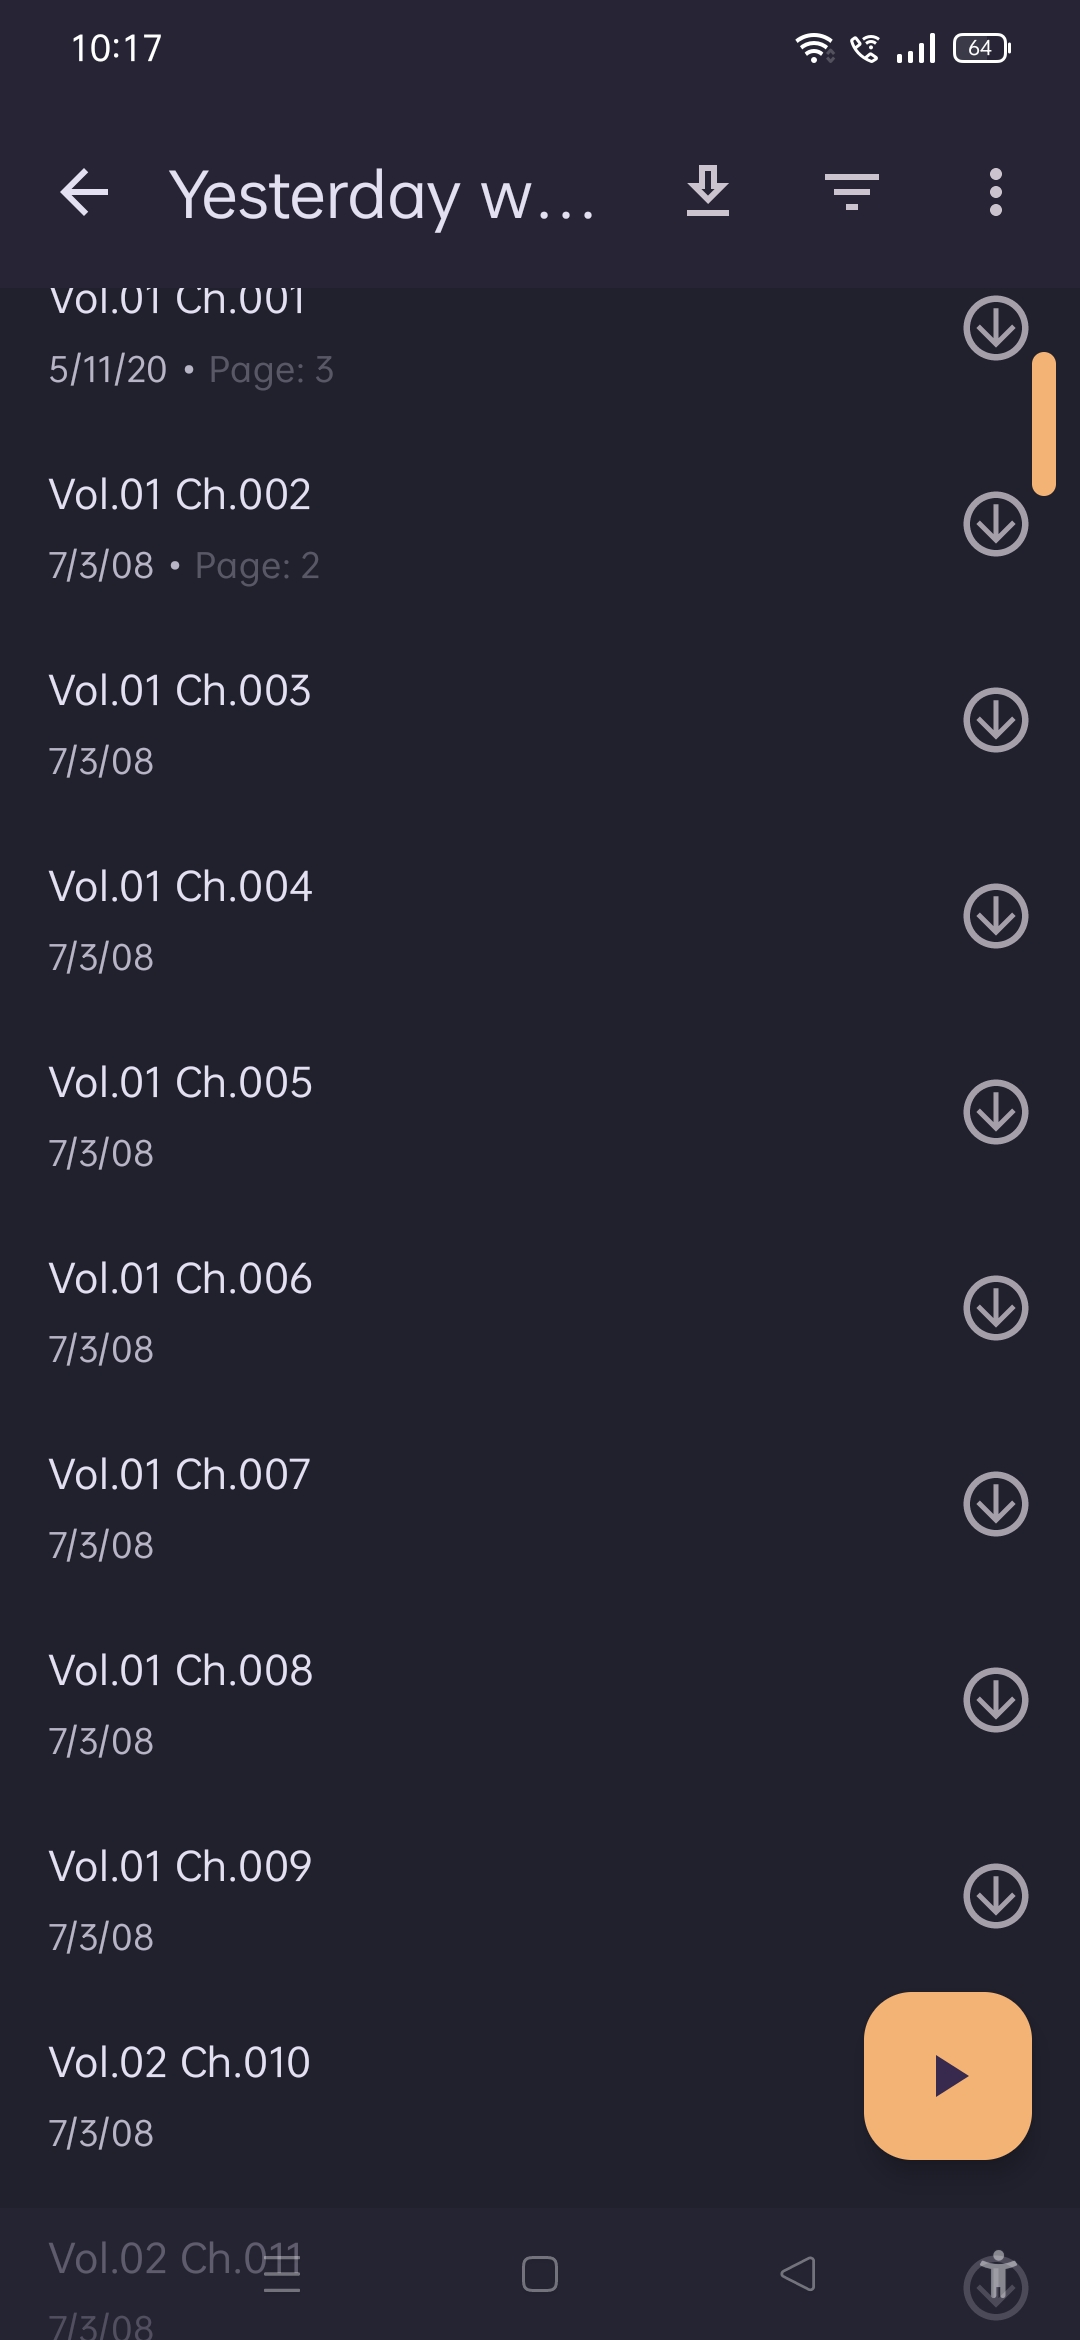 10:17
64
Yesterday w...
Vol.01 Ch.001
5/11/20 • Page: 3
Vol.01 Ch.002
7/3/08 • Page: 2
Vol.01 Ch.003
7/3/08
Vol.01 Ch.004
7/3/08
Vol.01 Ch.005
7/3/08
Vol.01 Ch.006
7/3/08
Vol.01 Ch.007
7/3/08
Vol.01 Ch.008
7/3/08
Vol.01 Ch.009
7/3/08
Vol.02 Ch.010
7/3/08
Vol.02 Ch.011
7/3/08